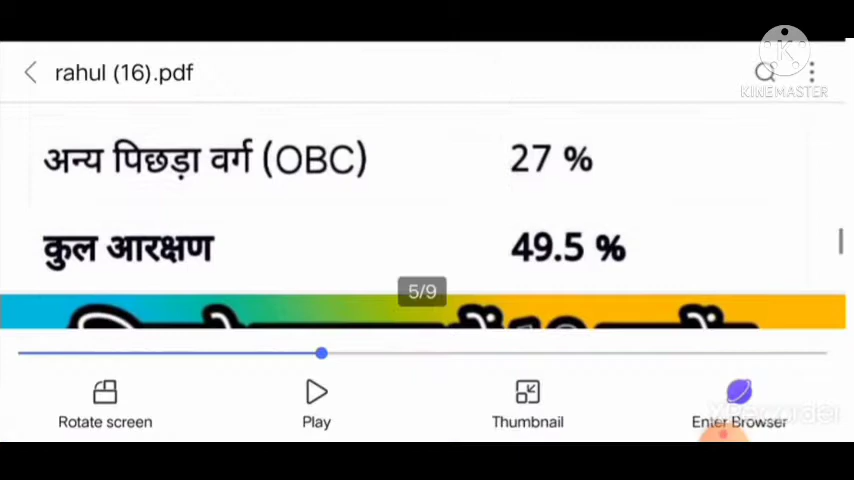 rahul (16).pdf
KINEMASTER
अन्य पिछड़ा वर्ग (OBC) 27 %
कुल आरक्षण 49.5 %
5/9
Rotate screen
Play
Thumbnail
Enter Browser
XRecorder